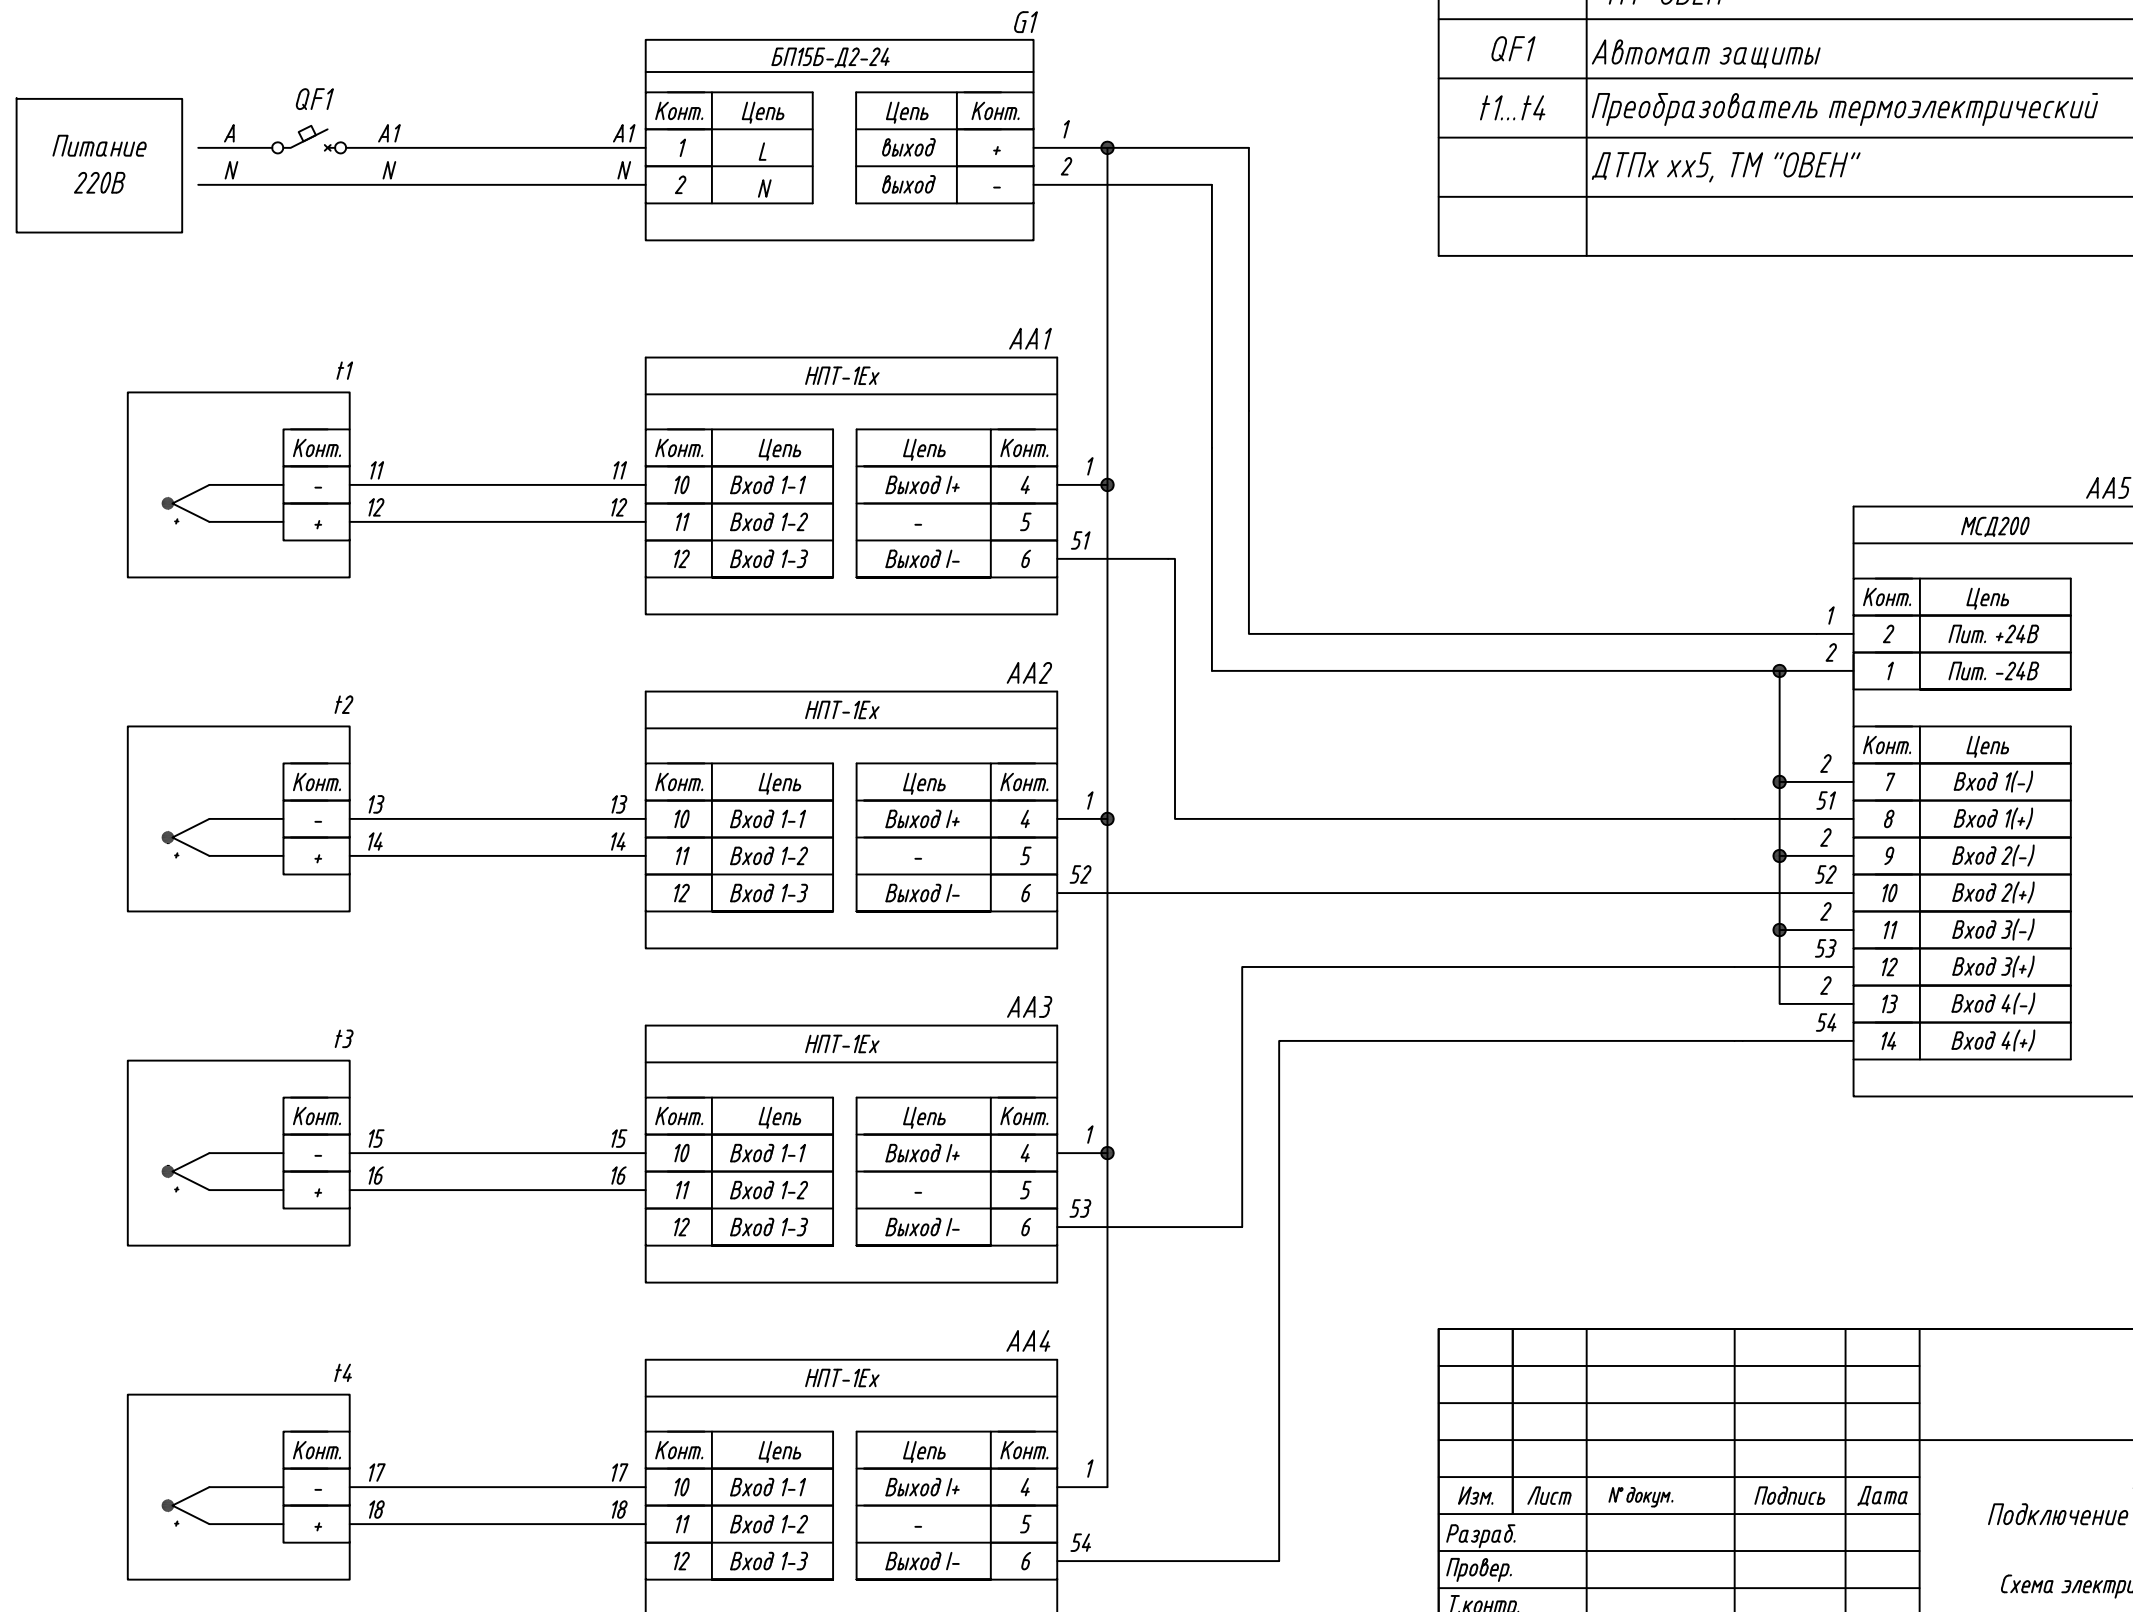 G1
БП15Б-Д2-24
Питание
220В
QF1
A A1 A1
N N N
Конт. Цепь Цепь Конт.
1 L выход +
2 N выход -
1
2
ТМ "ОВЕН"
QF1 Автомат защиты
t1...t4 Преобразователь термоэлектрический
ДТПх хх5, ТМ "ОВЕН"
t1
Конт.
-
+
+
11 11
12 12
AA1
НПТ-1Ex
Конт. Цепь Цепь Конт.
10 Вход 1-1 Выход I+ 4
11 Вход 1-2 - 5
12 Вход 1-3 Выход I- 6
1
51
t2
Конт.
-
+
+
13 13
14 14
AA2
НПТ-1Ex
Конт. Цепь Цепь Конт.
10 Вход 1-1 Выход I+ 4
11 Вход 1-2 - 5
12 Вход 1-3 Выход I- 6
1
52
t3
Конт.
-
+
+
15 15
16 16
AA3
НПТ-1Ex
Конт. Цепь Цепь Конт.
10 Вход 1-1 Выход I+ 4
11 Вход 1-2 - 5
12 Вход 1-3 Выход I- 6
1
53
t4
Конт.
-
+
+
17 17
18 18
AA4
НПТ-1Ex
Конт. Цепь Цепь Конт.
10 Вход 1-1 Выход I+ 4
11 Вход 1-2 - 5
12 Вход 1-3 Выход I- 6
1
54
AA5
МСД200
Конт. Цепь
1 2 Пит. +24В
2 1 Пит. -24В
Конт. Цепь
2 7 Вход 1(-)
51 8 Вход 1(+)
2 9 Вход 2(-)
52 10 Вход 2(+)
2 11 Вход 3(-)
53 12 Вход 3(+)
2 13 Вход 4(-)
54 14 Вход 4(+)
Изм. Лист № докум. Подпись Дата
Разраб.
Провер.
Т.контр.
Подключение
Схема электри